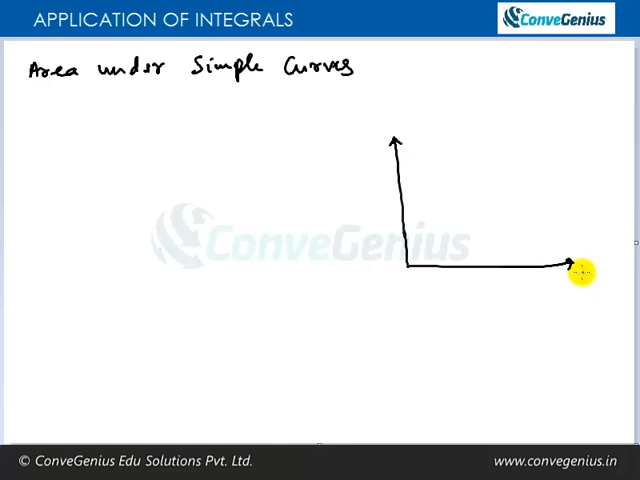 APPLICATION OF INTEGRALS
ConveGenius
Area under Simple Curves
ConveGenius
© ConveGenius Edu Solutions Pvt. Ltd.
www.convegenius.in